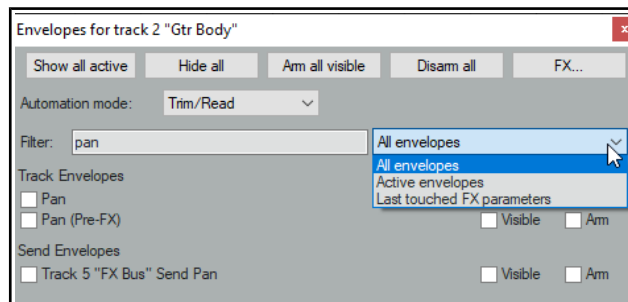 Envelopes for track 2 "Gtr Body"
x
Show all active Hide all Arm all visible Disarm all FX...
Automation mode: Trim/Read
Filter: pan All envelopes
All envelopes
Track Envelopes
Active envelopes
Pan
Last touched FX parameters
Pan (Pre-FX) Visible Arm
Send Envelopes
Track 5 "FX Bus" Send Pan Visible Arm